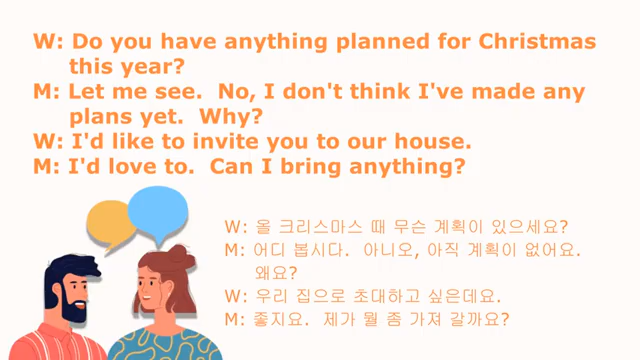 W: Do you have anything planned for Christmas
this year?
M: Let me see.  No, I don't think I've made any
plans yet.  Why?
W: I'd like to invite you to our house.
M: I'd love to.  Can I bring anything?
W: 올 크리스마스 때 무슨 계획이 있으세요?
M: 어디 봅시다.  아니오, 아직 계획이 없어요.
왜요?
W: 우리 집으로 초대하고 싶은데요.
M: 좋지요.  제가 뭘 좀 가져 갈까요?